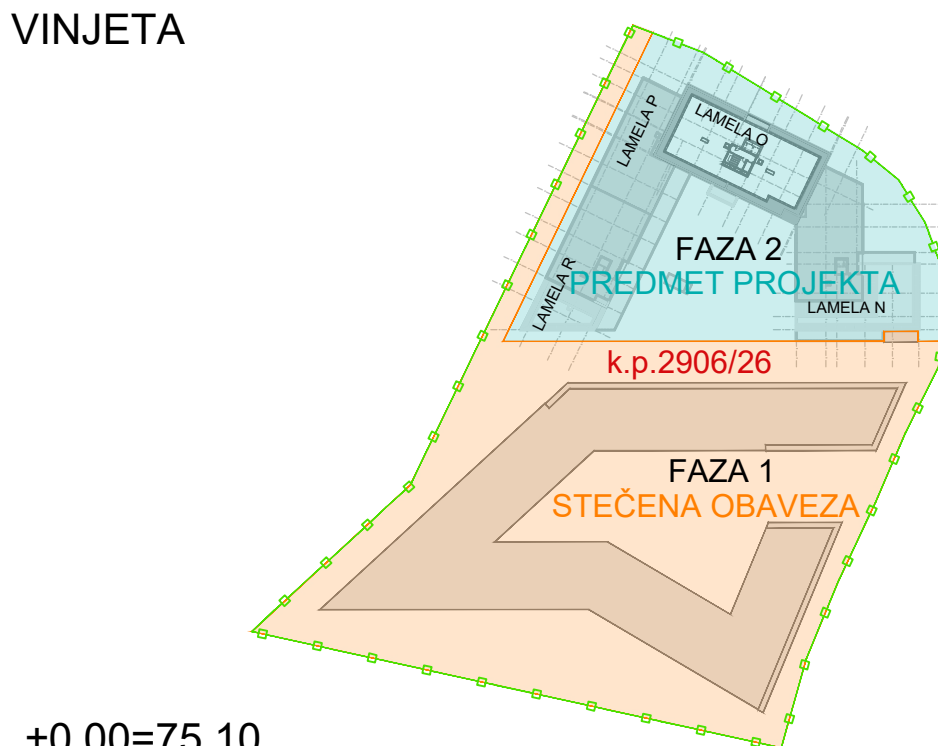 VINJETA
LAMELA P
LAMELA O
FAZA 2
PREDMET PROJEKTA
LAMELA R
LAMELA N
k.p.2906/26
FAZA 1
STEČENA OBAVEZA
±0.00=75.10